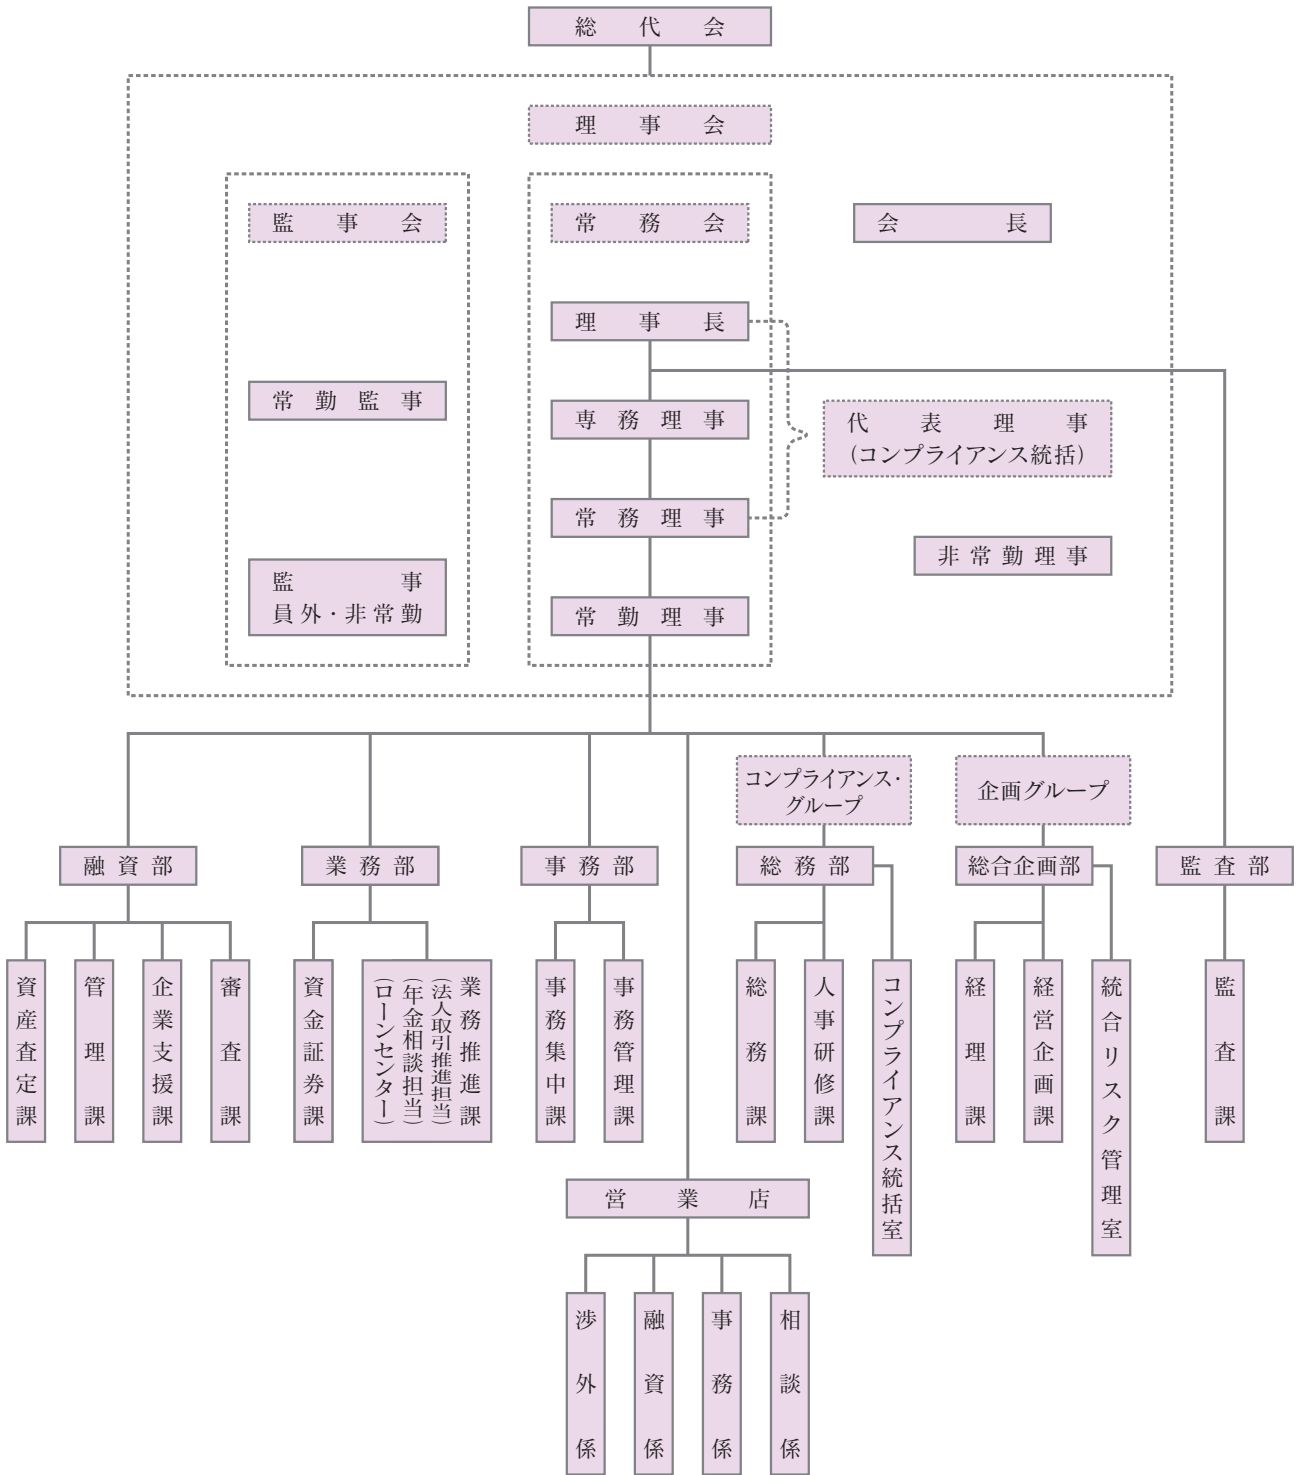 総代会
理事会
監事会
常務会
会長
理事長
常勤監事
専務理事
代表理事
（コンプライアンス統括）
常務理事
非常勤理事
監事
員外・非常勤
常勤理事
コンプライアンス・
グループ
企画グループ
融資部
業務部
事務部
総務部
総合企画部
監査部
資産査定課
管理課
企業支援課
審査課
資金証券課
業務推進課
（法人取引推進担当）
（年金相談担当）
（ローンセンター）
事務集中課
事務管理課
総務課
人事研修課
コンプライアンス統括室
経理課
経営企画課
統合リスク管理室
監査課
営業店
渉外係
融資係
事務係
相談係